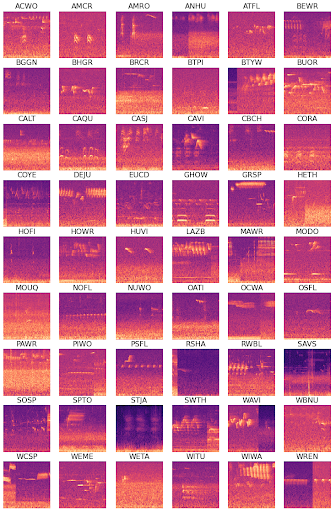 ACWO AMCR AMRO ANHU ATFL BEWR
BGGN BHGR BRCR BTPI BTYW BUOR
CALT CAQU CASJ CAVI CBCH CORA
COYE DEJU EUCD GHOW GRSP HETH
HOFI HOWR HUVI LAZB MAWR MODO
MOUQ NOFL NUWO OATI OCWA OSFL
PAWR PIWO PSFL RSHA RWBL SAVS
SOSP SPTO STJA SWTH WAVI WBNU
WCSP WEME WETA WITU WIWA WREN